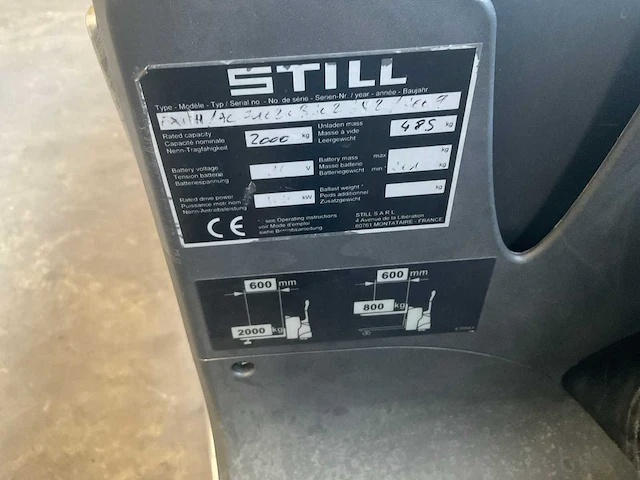 STILL
Type - Modèle - Typ / Serial no - No. de série - Serien-Nr. / year - année - Baujahr
Rated capacity
Capacité nominale
Nenn-Tragfähigkeit
2000 kg
Unladen mass
Masse à vide
Leergewicht
485 kg
Battery voltage
Tension batterie
Batteriespannung
V
Battery mass
Masse batterie
Batteriegewicht
max
min
kg
kg
Rated drive power
Puissance mot. nom.
Nenn-Antriebsleistung
kW
Ballast weight
Poids additionnel
Zusatzgewicht
kg
CE
see Operating instructions
voir Mode d'emploi
siehe Betriebsanleitung
STILL S.A.R.L
4 Avenue de la Libération
60761 MONTATAIRE - FRANCE
600 mm
2000 kg
600 mm
800 kg